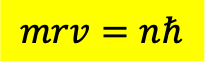 mrv = nħ